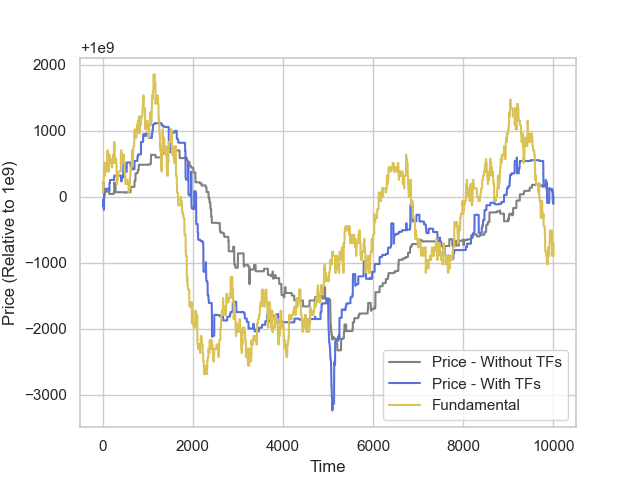 +1e9
2000
1000
0
−1000
−2000
−3000
Price (Relative to 1e9)
0
2000
4000
6000
8000
10000
Time
Price - Without TFs
Price - With TFs
Fundamental